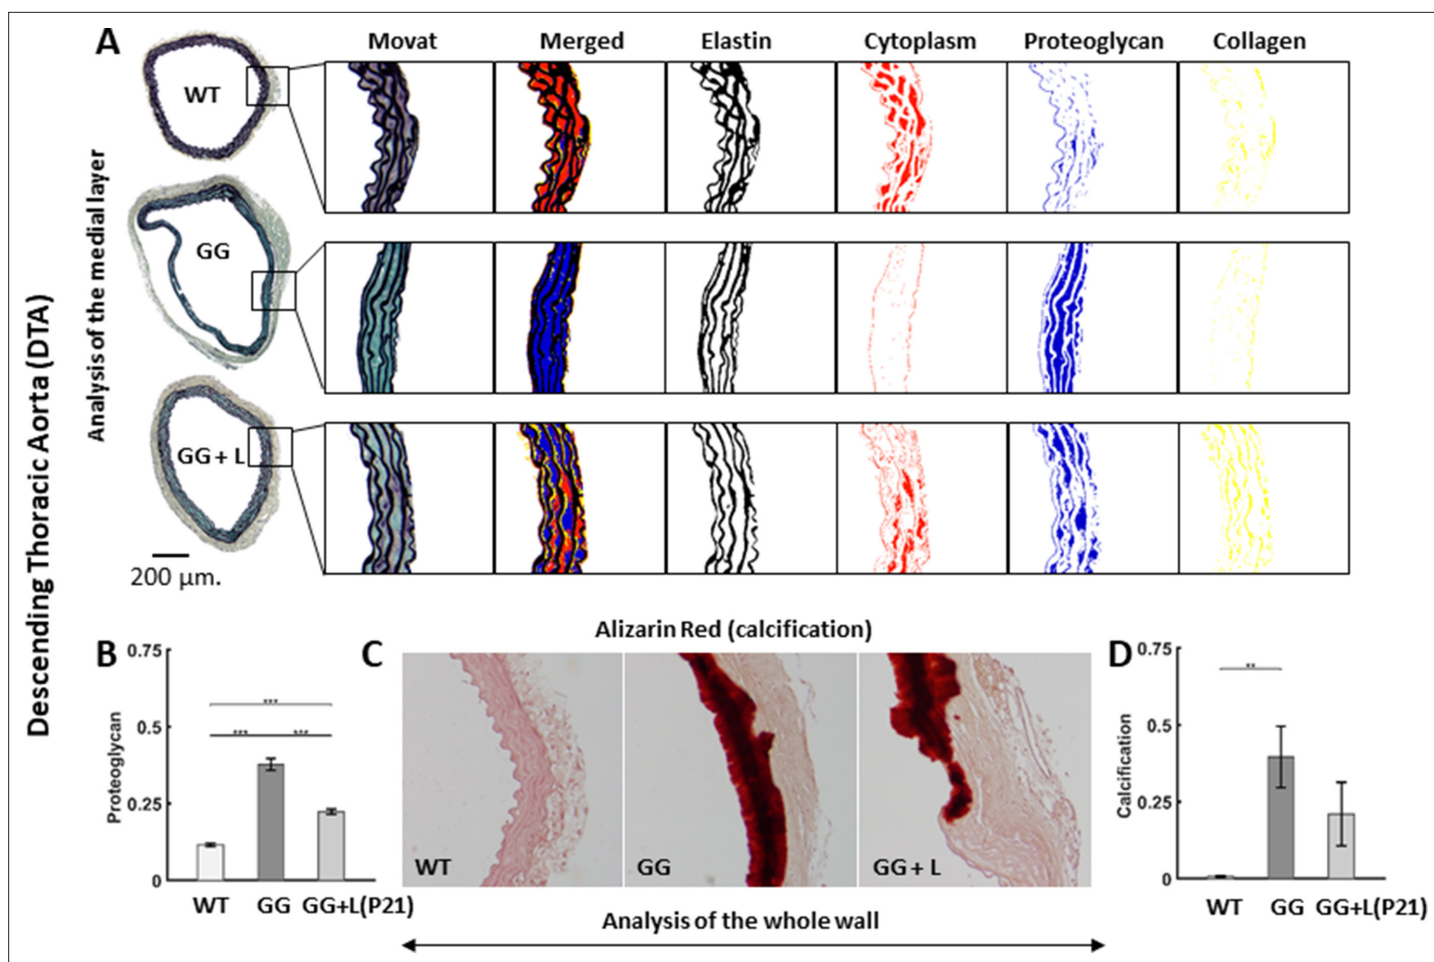 Descending Thoracic Aorta (DTA)
Analysis of the medial layer
A
Movat Merged Elastin Cytoplasm Proteoglycan Collagen
WT
GG
GG + L
200 µm.
Alizarin Red (calcification)
B
Proteoglycan
0.75
0.5
0.25
0
***
*** ***
WT GG GG+L(P21)
C
WT GG GG + L
Analysis of the whole wall
D
Calcification
0.75
0.5
0.25
0
**
WT GG GG+L(P21)